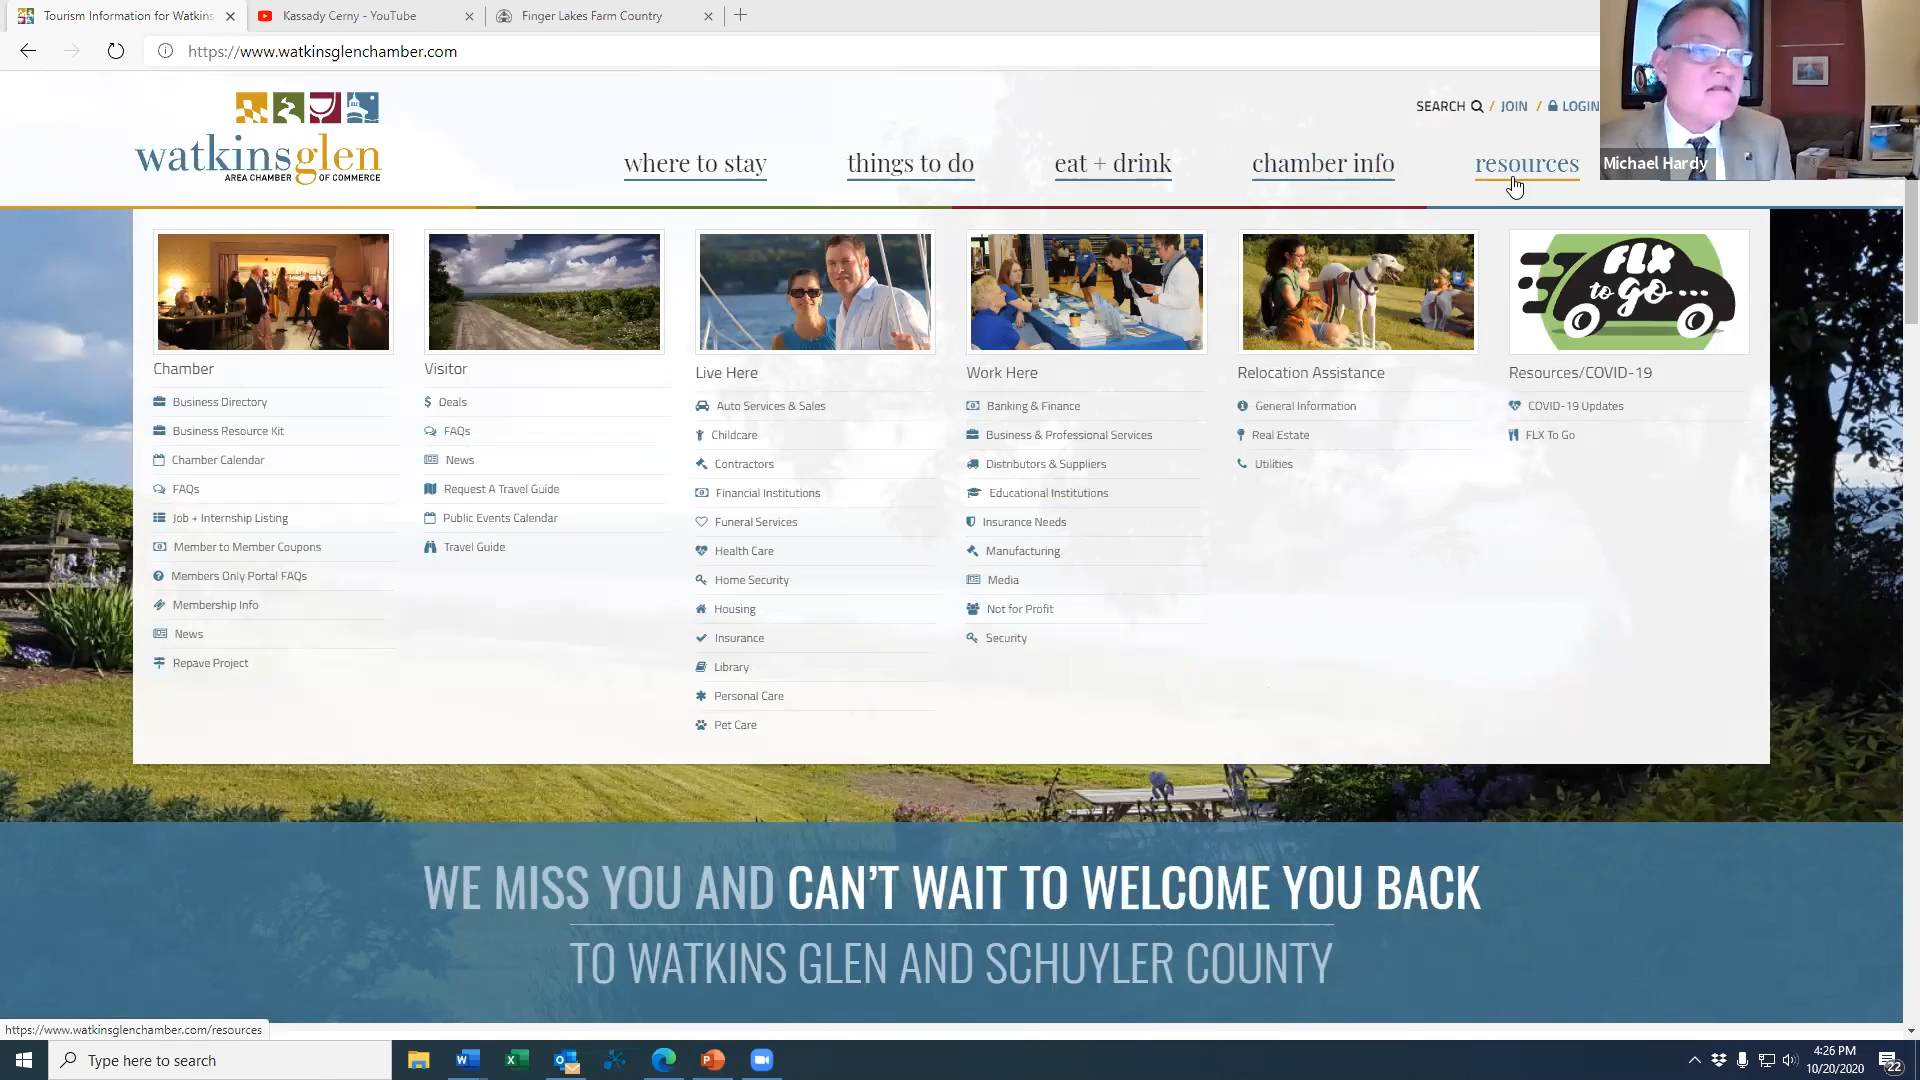 Tourism Information for Watkins
Kassady Cerny - YouTube
Finger Lakes Farm Country
https://www.watkinsglenchamber.com
watkinsglen
AREA CHAMBER OF COMMERCE
SEARCH / JOIN / LOGIN
where to stay
things to do
eat + drink
chamber info
resources
Michael Hardy
Chamber
Business Directory
Business Resource Kit
Chamber Calendar
FAQs
Job + Internship Listing
Member to Member Coupons
Members Only Portal FAQs
Membership Info
News
Repave Project
Visitor
Deals
FAQs
News
Request A Travel Guide
Public Events Calendar
Travel Guide
Live Here
Auto Services & Sales
Childcare
Contractors
Financial Institutions
Funeral Services
Health Care
Home Security
Housing
Insurance
Library
Personal Care
Pet Care
Work Here
Banking & Finance
Business & Professional Services
Distributors & Suppliers
Educational Institutions
Insurance Needs
Manufacturing
Media
Not for Profit
Security
Relocation Assistance
General Information
Real Estate
Utilities
FLX
to go...
Resources/COVID-19
COVID-19 Updates
FLX To Go
WE MISS YOU AND CAN'T WAIT TO WELCOME YOU BACK
TO WATKINS GLEN AND SCHUYLER COUNTY
https://www.watkinsglenchamber.com/resources
Type here to search
4:26 PM
10/20/2020
22